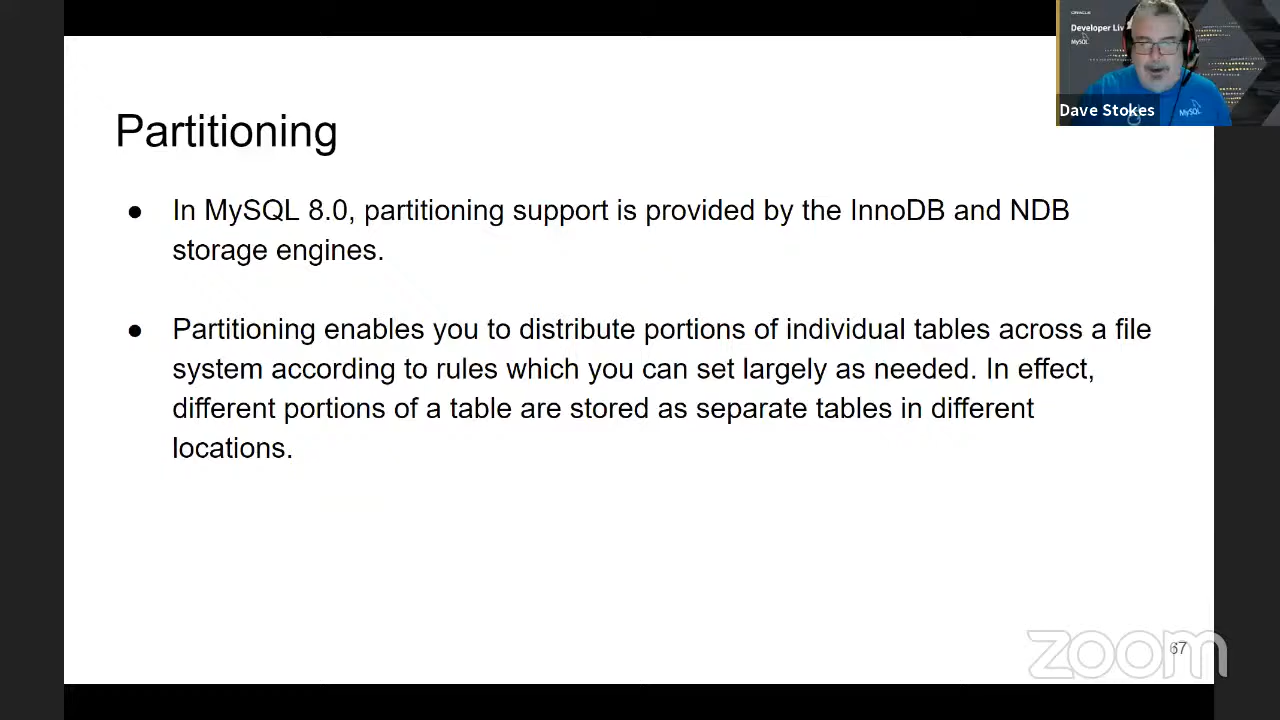 Partitioning
● In MySQL 8.0, partitioning support is provided by the InnoDB and NDB
storage engines.
● Partitioning enables you to distribute portions of individual tables across a file
system according to rules which you can set largely as needed. In effect,
different portions of a table are stored as separate tables in different
locations.
ORACLE
Developer Liv
MySQL
MySQL
Dave Stokes
zoom
67